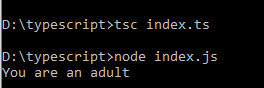 D:\typescript>tsc index.ts
D:\typescript>node index.js
You are an adult